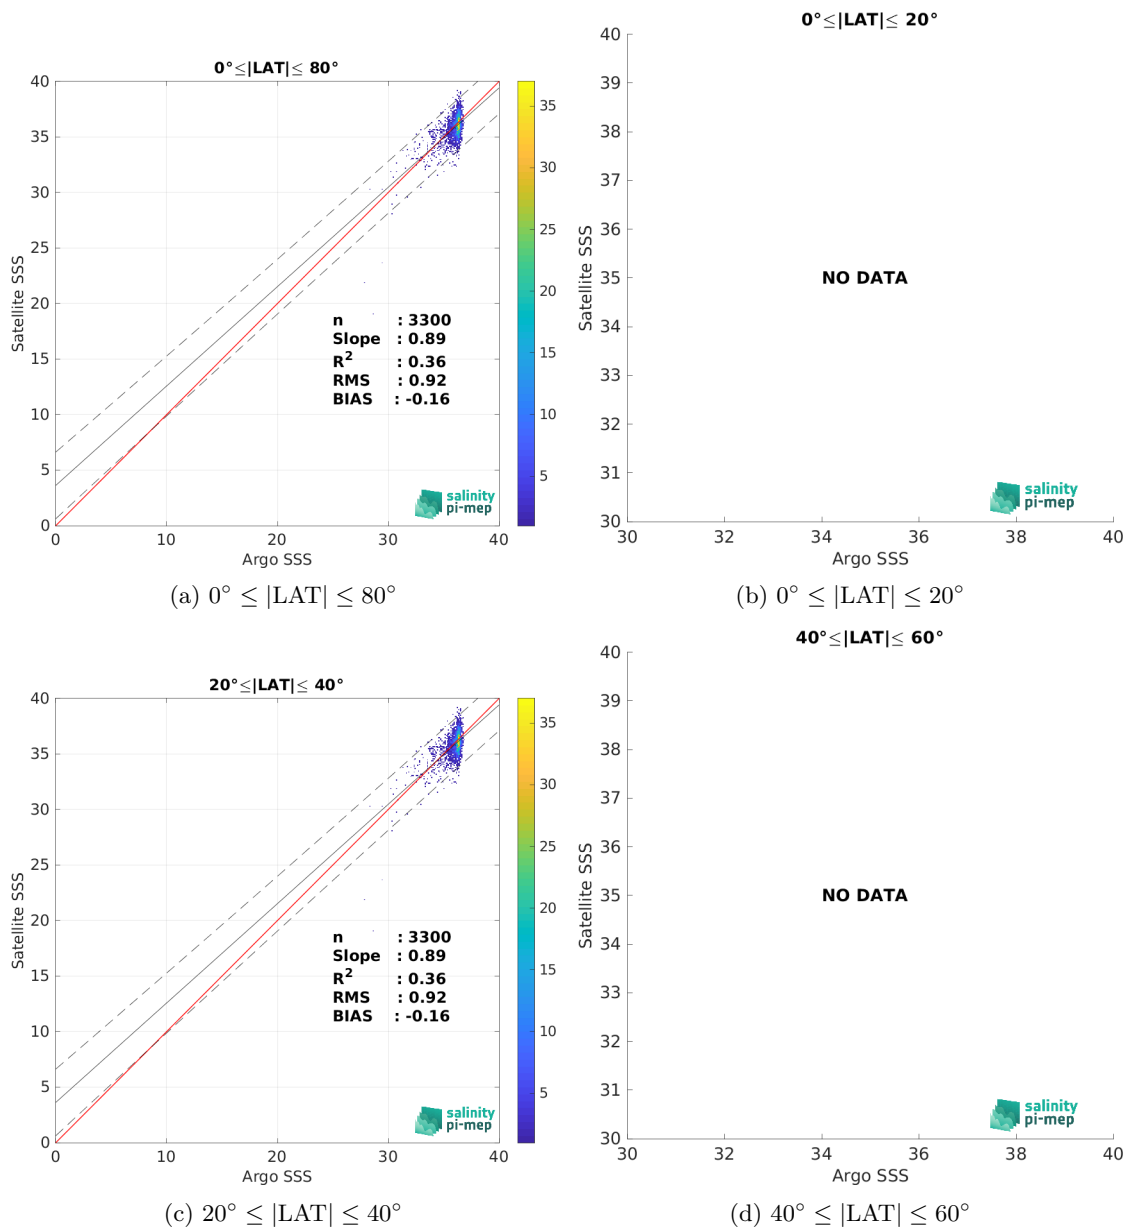 0°≤|LAT|≤ 80°
40
35
30
25
20
15
10
5
0
0
10
20
30
40
Satellite SSS
Argo SSS
n : 3300
Slope : 0.89
R² : 0.36
RMS : 0.92
BIAS : -0.16
salinity
pi-mep
35
30
25
20
15
10
5
(a) 0° ≤ |LAT| ≤ 80°
0°≤|LAT|≤ 20°
40
39
38
37
36
35
34
33
32
31
30
30
32
34
36
38
40
Satellite SSS
Argo SSS
NO DATA
salinity
pi-mep
(b) 0° ≤ |LAT| ≤ 20°
20°≤|LAT|≤ 40°
40
35
30
25
20
15
10
5
0
0
10
20
30
40
Satellite SSS
Argo SSS
n : 3300
Slope : 0.89
R² : 0.36
RMS : 0.92
BIAS : -0.16
salinity
pi-mep
35
30
25
20
15
10
5
(c) 20° ≤ |LAT| ≤ 40°
40°≤|LAT|≤ 60°
40
39
38
37
36
35
34
33
32
31
30
30
32
34
36
38
40
Satellite SSS
Argo SSS
NO DATA
salinity
pi-mep
(d) 40° ≤ |LAT| ≤ 60°